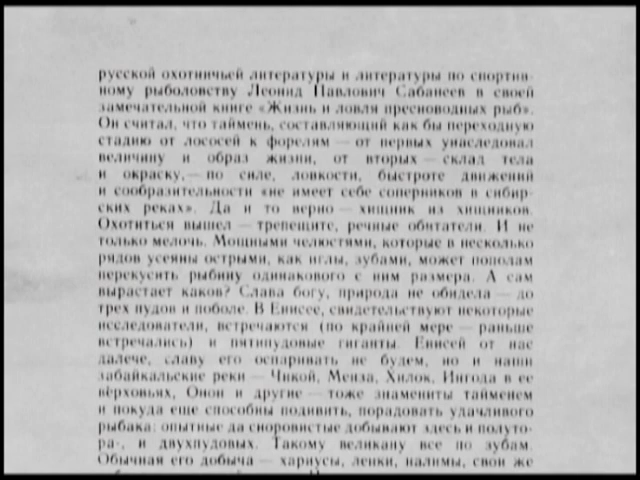 русской охотничьей литературы и литературы по спортив-
ному рыболовству Леонид Павлович Сабанеев в своей
замечательной книге «Жизнь и ловля пресноводных рыб».
Он считал, что таймень, составляющий как бы переходную
стадию от лососей к форелям — от первых унаследовал
величину и образ жизни, от вторых — склад тела
и окраску, — по силе, ловкости, быстроте движений
и сообразительности «не имеет себе соперников в сибир-
ских реках». Да и то верно — хищник из хищников.
Охотиться вышел — трепещите, речные обитатели. И не
только мелочь. Мощными челюстями, которые в несколько
рядов усеяны острыми, как иглы, зубами, может пополам
перекусить рыбину одинакового с ним размера. А сам
вырастает каков? Слава богу, природа не обидела — до
трех пудов и поболе. В Енисее, свидетельствуют некоторые
исследователи, встречаются (по крайней мере — раньше
встречались) и пятипудовые гиганты. Енисей от нас
далече, славу его оспаривать не будем, но и наши
забайкальские реки — Чикой, Менза, Хилок, Ингода в ее
верховьях, Онон и другие — тоже знамениты тайменем
и покуда еще способны подивить, порадовать удачливого
рыбака: опытные да сноровистые добывают здесь и полуто-
ра-, и двухпудовых. Такому великану все по зубам.
Обычная его добыча — хариусы, ленки, налимы, свои же